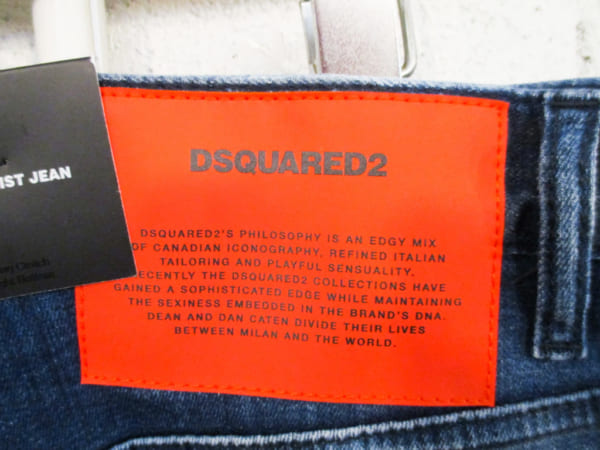 IST JEAN
DSQUARED2
DSQUARED2'S PHILOSOPHY IS AN EDGY MIX
OF CANADIAN ICONOGRAPHY, REFINED ITALIAN
TAILORING AND PLAYFUL SENSUALITY.
RECENTLY THE DSQUARED2 COLLECTIONS HAVE
GAINED A SOPHISTICATED EDGE WHILE MAINTAINING
THE SEXINESS EMBEDDED IN THE BRAND'S DNA.
DEAN AND DAN CATEN DIVIDE THEIR LIVES
BETWEEN MILAN AND THE WORLD.
Crotch